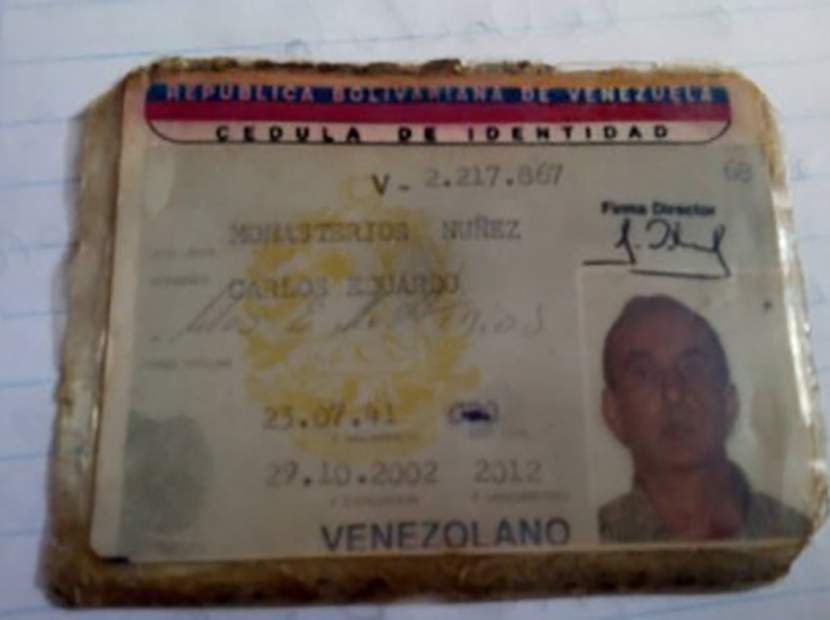 REPUBLICA BOLIVARIANA DE VENEZUELA
CEDULA DE IDENTIDAD
V- 2.217.867
68
Firma Director
MONASTERIOS NUÑEZ
CARLOS EDUARDO
23.07.41
29.10.2002 2012
VENEZOLANO